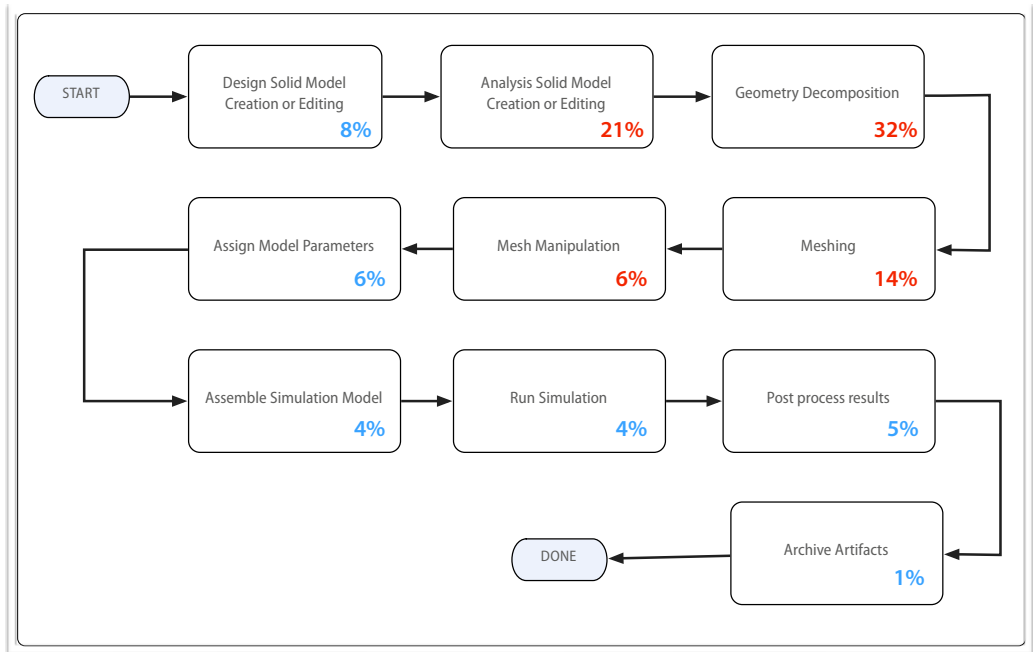 START
Design Solid Model
Creation or Editing
8%
Analysis Solid Model
Creation or Editing
21%
Geometry Decomposition
32%
Meshing
14%
Mesh Manipulation
6%
Assign Model Parameters
6%
Assemble Simulation Model
4%
Run Simulation
4%
Post process results
5%
Archive Artifacts
1%
DONE